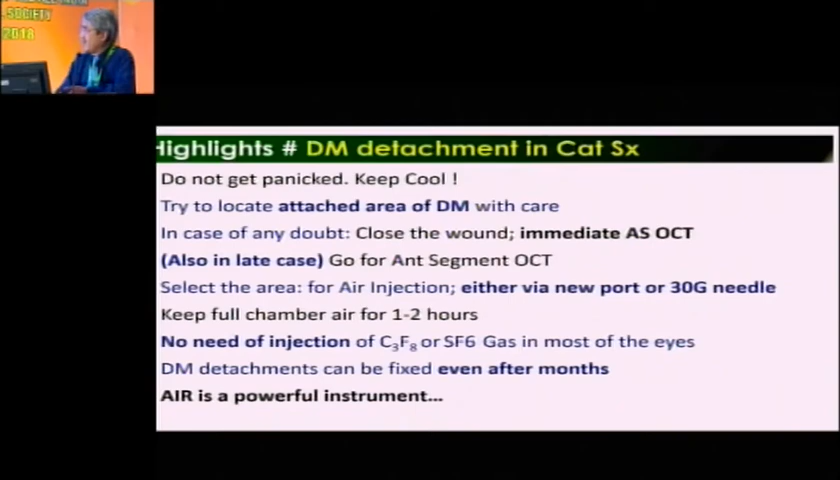 SOCIETY
2018
Highlights # DM detachment in Cat Sx
Do not get panicked. Keep Cool !
Try to locate attached area of DM with care
In case of any doubt: Close the wound; immediate AS OCT
(Also in late case) Go for Ant Segment OCT
Select the area: for Air Injection; either via new port or 30G needle
Keep full chamber air for 1-2 hours
No need of injection of C₃F₈ or SF6 Gas in most of the eyes
DM detachments can be fixed even after months
AIR is a powerful instrument...